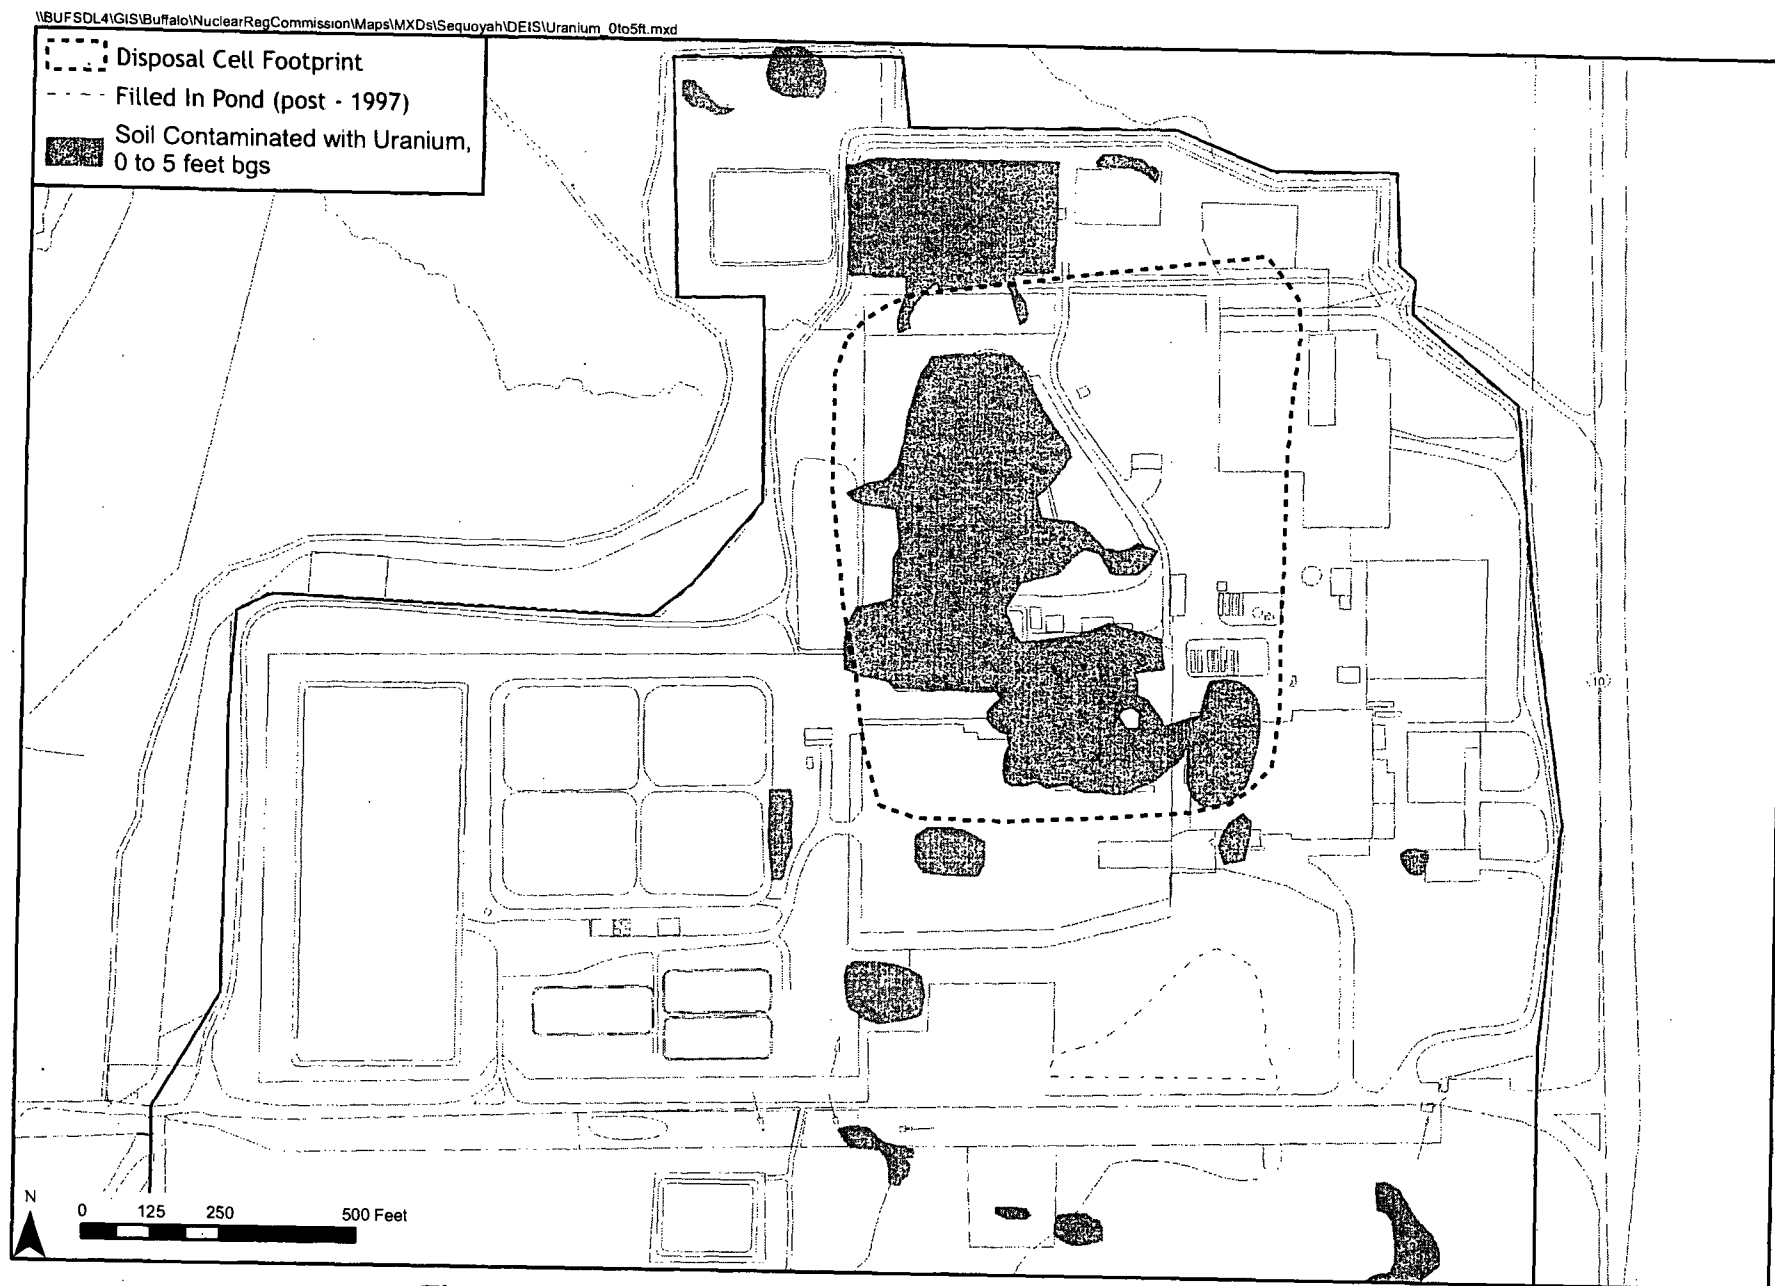 \\BUFSDL4\GIS\Buffalo\NuclearRegCommission\Maps\MXDs\Sequoyah\DEIS\Uranium_0to5ft.mxd
Disposal Cell Footprint
Filled In Pond (post - 1997)
Soil Contaminated with Uranium,
0 to 5 feet bgs
10
N
0 125 250 500 Feet